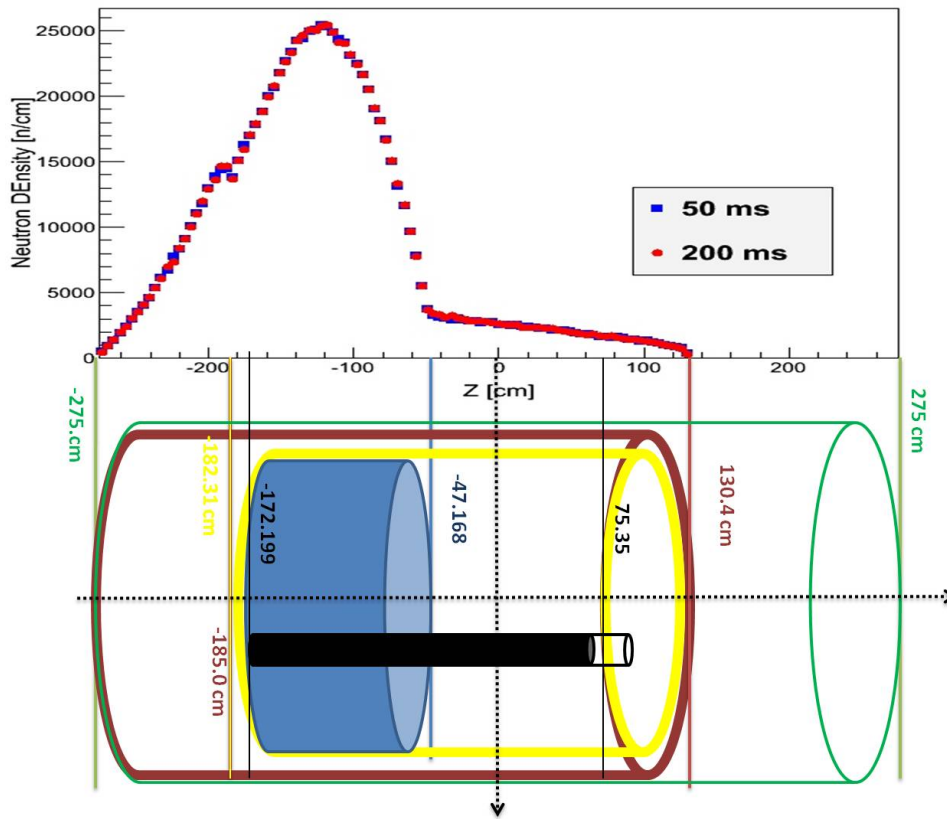 25000
20000
15000
10000
5000
0
Neutron DEnsity [n/cm]
50 ms
200 ms
-200
-100
0
100
200
Z [cm]
-275.cm
-182.31 cm
-185.0 cm
-172.199
-47.168
75.35
130.4 cm
275 cm